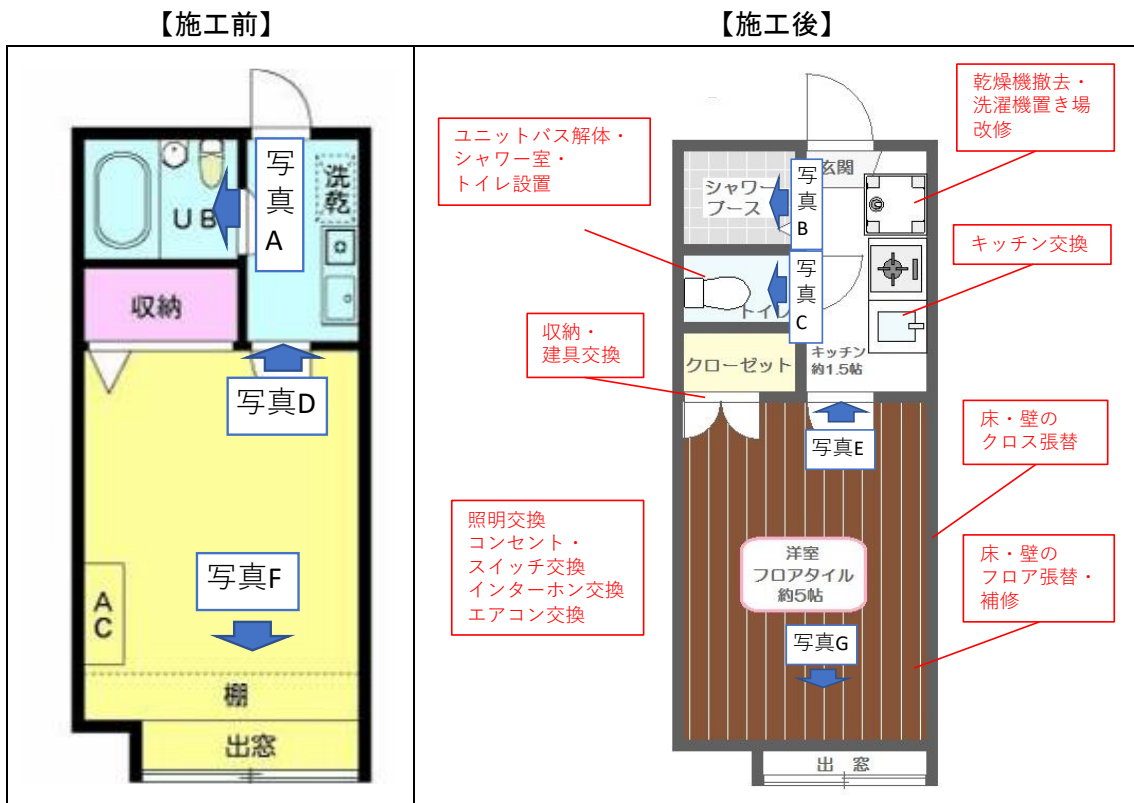 【施工前】
【施工後】
写真
A
洗乾
UB
収納
写真D
写真F
AC
棚
出窓
ユニットバス解体・
シャワー室・
トイレ設置
乾燥機撤去・
洗濯機置き場
改修
玄関
シャワー
ブース
写真
B
キッチン交換
写真
C
トイレ
収納・
建具交換
クローゼット
キッチン
約1.5帖
写真E
床・壁の
クロス張替
照明交換
コンセント・
スイッチ交換
インターホン交換
エアコン交換
洋室
フロアタイル
約5帖
床・壁の
フロア張替・
補修
写真G
出窓